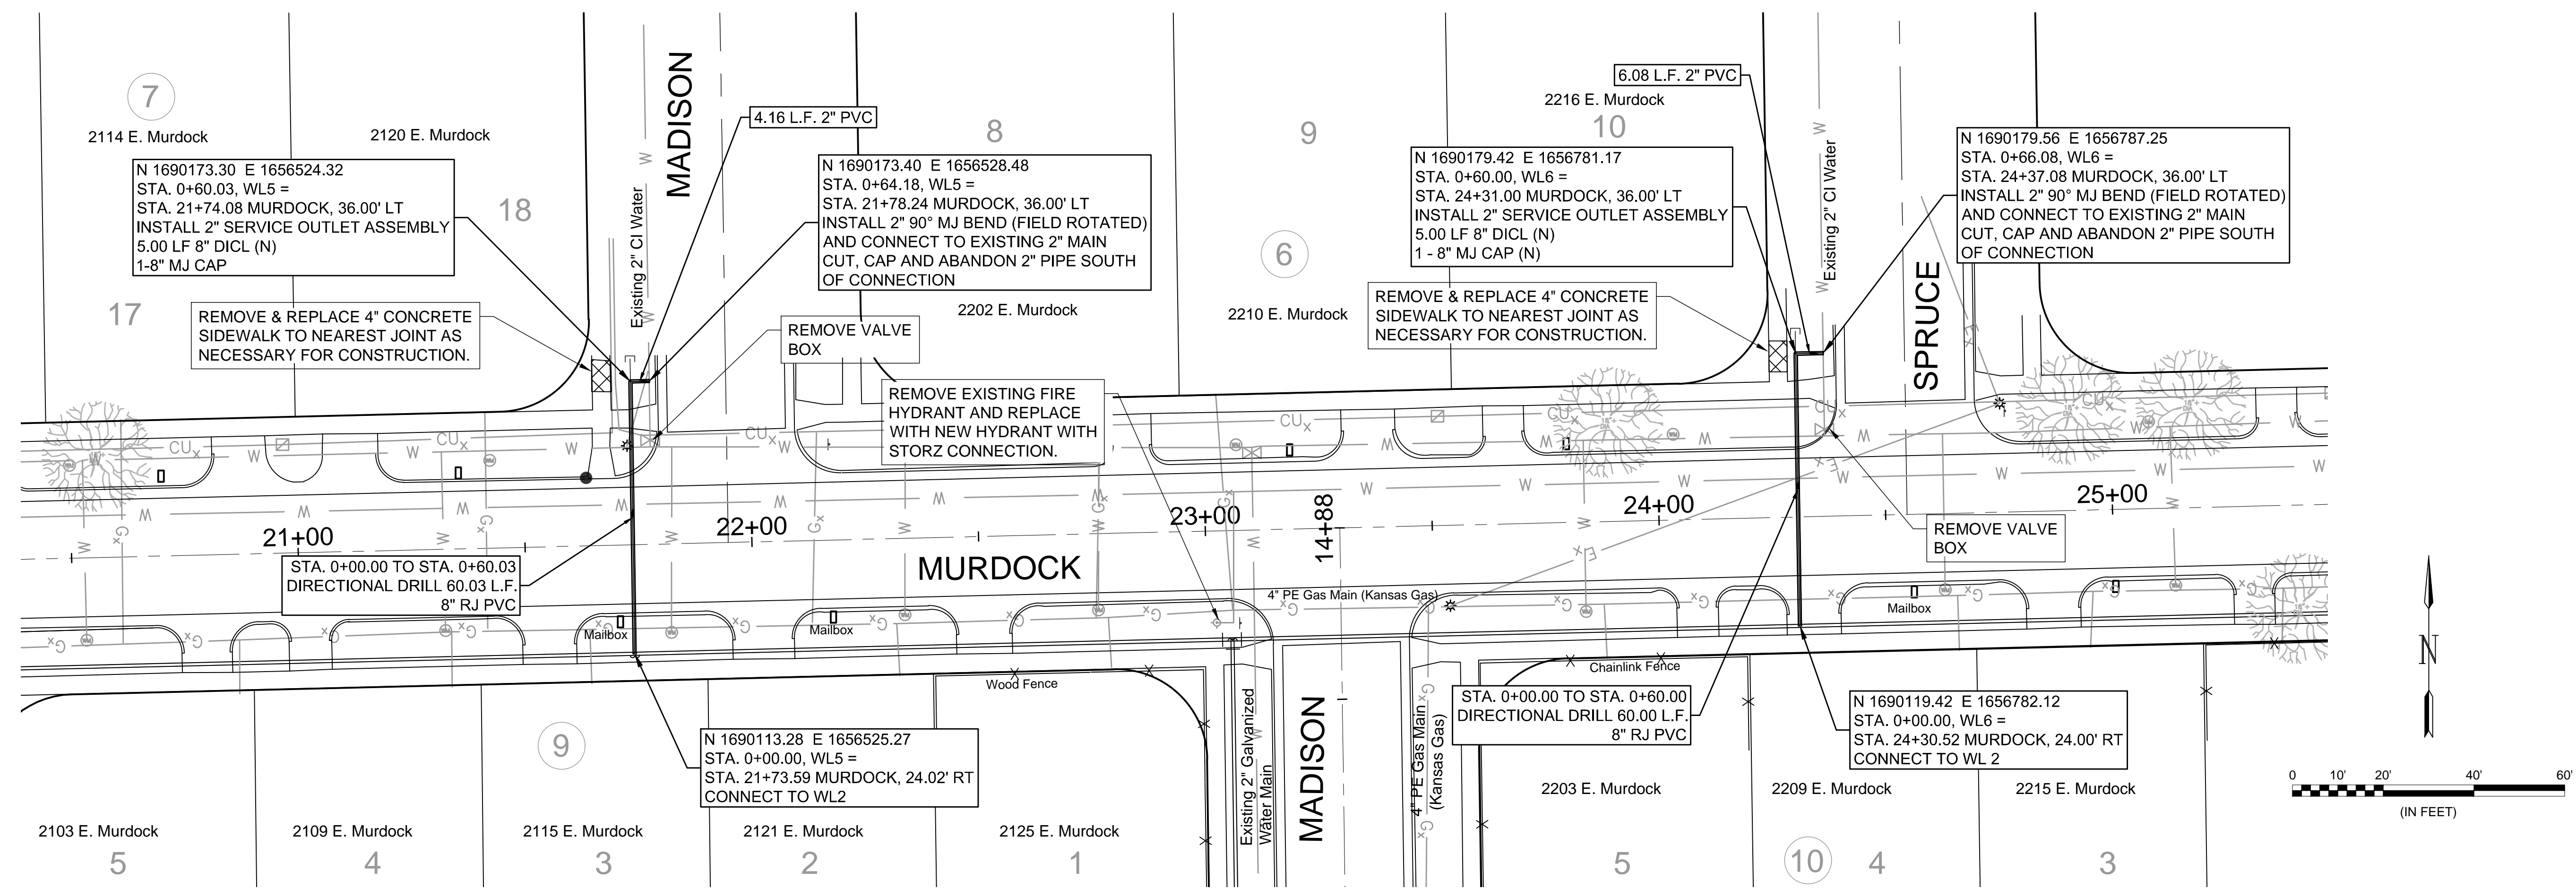 7
2114 E. Murdock
2120 E. Murdock
N 1690173.30  E 1656524.32
STA. 0+60.03, WL5 =
STA. 21+74.08 MURDOCK, 36.00' LT
INSTALL 2" SERVICE OUTLET ASSEMBLY
5.00 LF 8" DICL (N)
1-8" MJ CAP
18
17
REMOVE & REPLACE 4" CONCRETE
SIDEWALK TO NEAREST JOINT AS
NECESSARY FOR CONSTRUCTION.
Existing 2" CI Water
MADISON
4.16 L.F. 2" PVC
N 1690173.40  E 1656528.48
STA. 0+64.18, WL5 =
STA. 21+78.24 MURDOCK, 36.00' LT
INSTALL 2" 90° MJ BEND (FIELD ROTATED)
AND CONNECT TO EXISTING 2" MAIN
CUT, CAP AND ABANDON 2" PIPE SOUTH
OF CONNECTION
8
2202 E. Murdock
REMOVE VALVE
BOX
REMOVE EXISTING FIRE
HYDRANT AND REPLACE
WITH NEW HYDRANT WITH
STORZ CONNECTION.
9
6
2210 E. Murdock
2216 E. Murdock
10
6.08 L.F. 2" PVC
N 1690179.42  E 1656781.17
STA. 0+60.00, WL6 =
STA. 24+31.00 MURDOCK, 36.00' LT
INSTALL 2" SERVICE OUTLET ASSEMBLY
5.00 LF 8" DICL (N)
1 - 8" MJ CAP (N)
REMOVE & REPLACE 4" CONCRETE
SIDEWALK TO NEAREST JOINT AS
NECESSARY FOR CONSTRUCTION.
Existing 2" CI Water
SPRUCE
N 1690179.56  E 1656787.25
STA. 0+66.08, WL6 =
STA. 24+37.08 MURDOCK, 36.00' LT
INSTALL 2" 90° MJ BEND (FIELD ROTATED)
AND CONNECT TO EXISTING 2" MAIN
CUT, CAP AND ABANDON 2" PIPE SOUTH
OF CONNECTION
21+00
22+00
23+00
14+88
24+00
25+00
REMOVE VALVE
BOX
MURDOCK
STA. 0+00.00 TO STA. 0+60.03
DIRECTIONAL DRILL 60.03 L.F.
8" RJ PVC
4" PE Gas Main (Kansas Gas)
Mailbox
Mailbox
Mailbox
Wood Fence
Chainlink Fence
N 1690113.28  E 1656525.27
STA. 0+00.00, WL5 =
STA. 21+73.59 MURDOCK, 24.02' RT
CONNECT TO WL2
9
Existing 2" Galvanized
Water Main
MADISON
4" PE Gas Main
(Kansas Gas)
STA. 0+00.00 TO STA. 0+60.00
DIRECTIONAL DRILL 60.00 L.F.
8" RJ PVC
N 1690119.42  E 1656782.12
STA. 0+00.00, WL6 =
STA. 24+30.52 MURDOCK, 24.00' RT
CONNECT TO WL 2
2203 E. Murdock
2209 E. Murdock
2215 E. Murdock
2103 E. Murdock
2109 E. Murdock
2115 E. Murdock
2121 E. Murdock
2125 E. Murdock
5
4
3
2
1
5
10
4
3
N
0 10' 20' 40' 60'
(IN FEET)